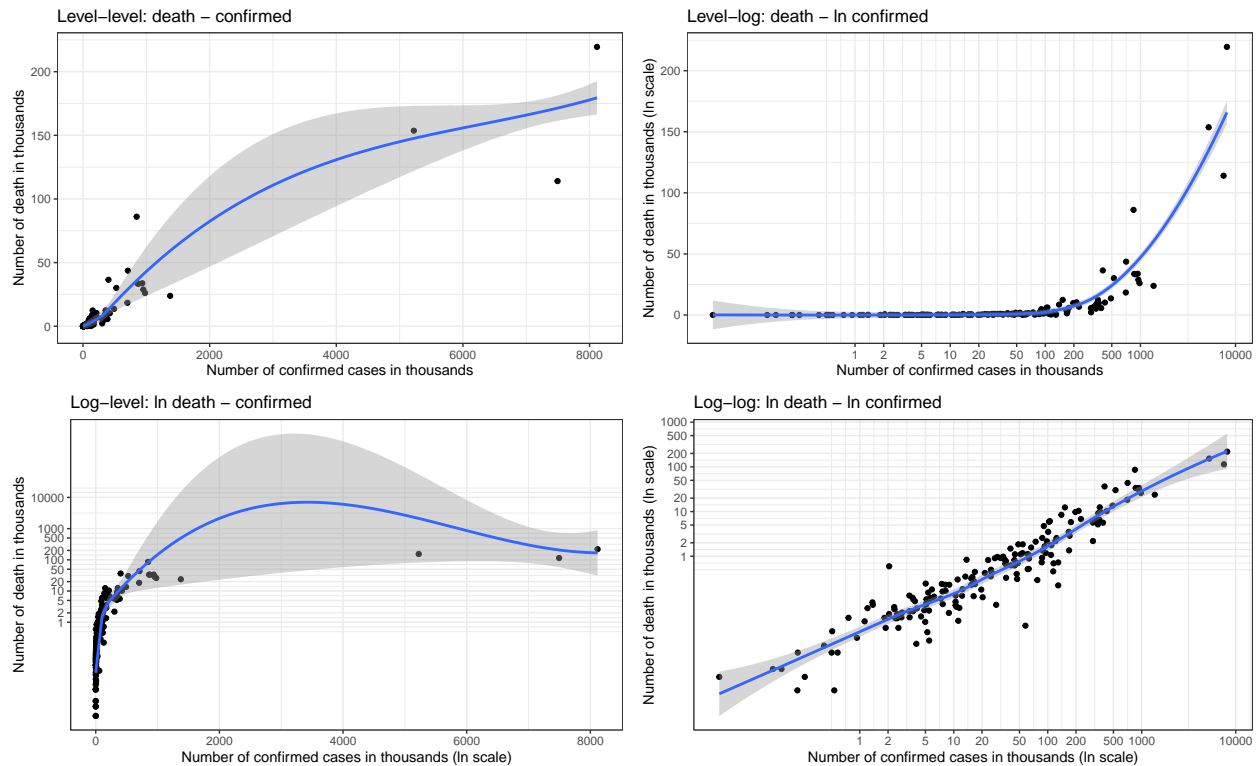 Level−level: death − confirmed
Number of death in thousands
200
150
100
50
0
0 2000 4000 6000 8000
Number of confirmed cases in thousands
Level−log: death − ln confirmed
Number of death in thousands (ln scale)
200
150
100
50
0
1 2 5 10 20 50 100 200 500 1000 10000
Number of confirmed cases in thousands
Log−level: ln death − confirmed
Number of death in thousands
10000
1000
500
200
100
50
20
10
5
2
1
0 2000 4000 6000 8000
Number of confirmed cases in thousands (ln scale)
Log−log: ln death − ln confirmed
Number of death in thousands (ln scale)
1000
500
200
100
50
20
10
5
2
1
1 2 5 10 20 50 100 200 500 1000 10000
Number of confirmed cases in thousands (ln scale)